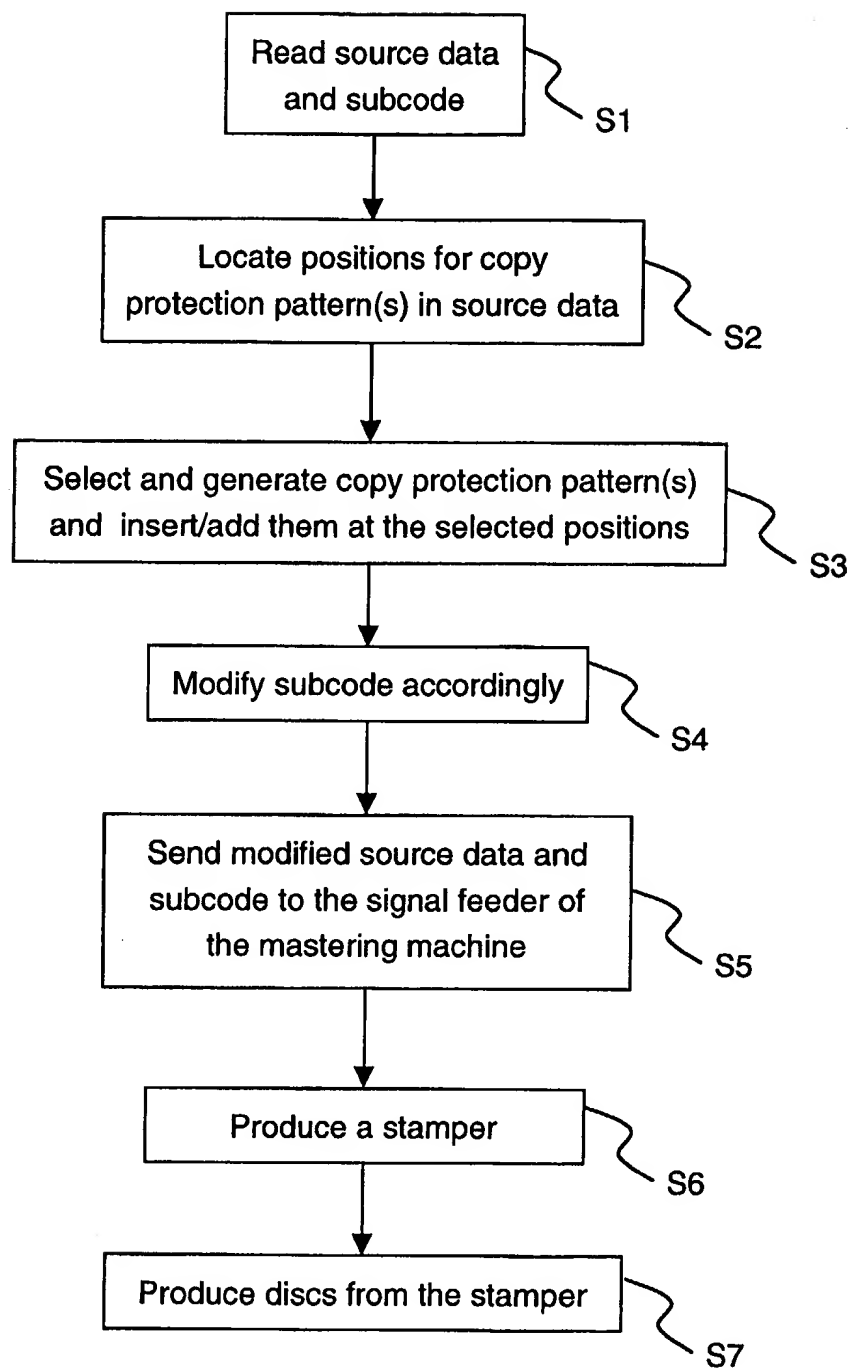 Read source data
and subcode
S1
Locate positions for copy
protection pattern(s) in source data
S2
Select and generate copy protection pattern(s)
and insert/add them at the selected positions
S3
Modify subcode accordingly
S4
Send modified source data and
subcode to the signal feeder of
the mastering machine
S5
Produce a stamper
S6
Produce discs from the stamper
S7